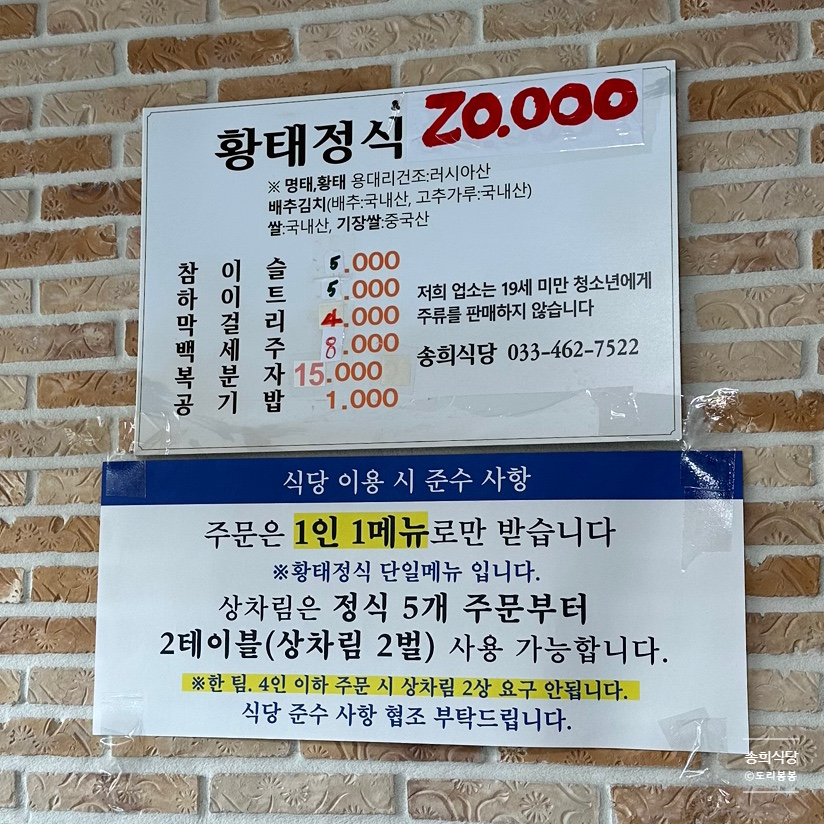 황태정식 20.000
※ 명태,황태 용대리건조:러시아산
배추김치(배추:국내산, 고추가루:국내산)
쌀:국내산, 기장쌀:중국산
참이슬 5.000
하이트 5.000
막걸리 4.000
백세주 8.000
복분자 15.000
공기밥 1.000
저희 업소는 19세 미만 청소년에게
주류를 판매하지 않습니다
송희식당 033-462-7522
식당 이용 시 준수 사항
주문은 1인 1메뉴로만 받습니다
※황태정식 단일메뉴 입니다.
상차림은 정식 5개 주문부터
2테이블(상차림 2벌) 사용 가능합니다.
※한 팀. 4인 이하 주문 시 상차림 2상 요구 안됩니다.
식당 준수 사항 협조 부탁드립니다.
송희식당
©도리봄봄